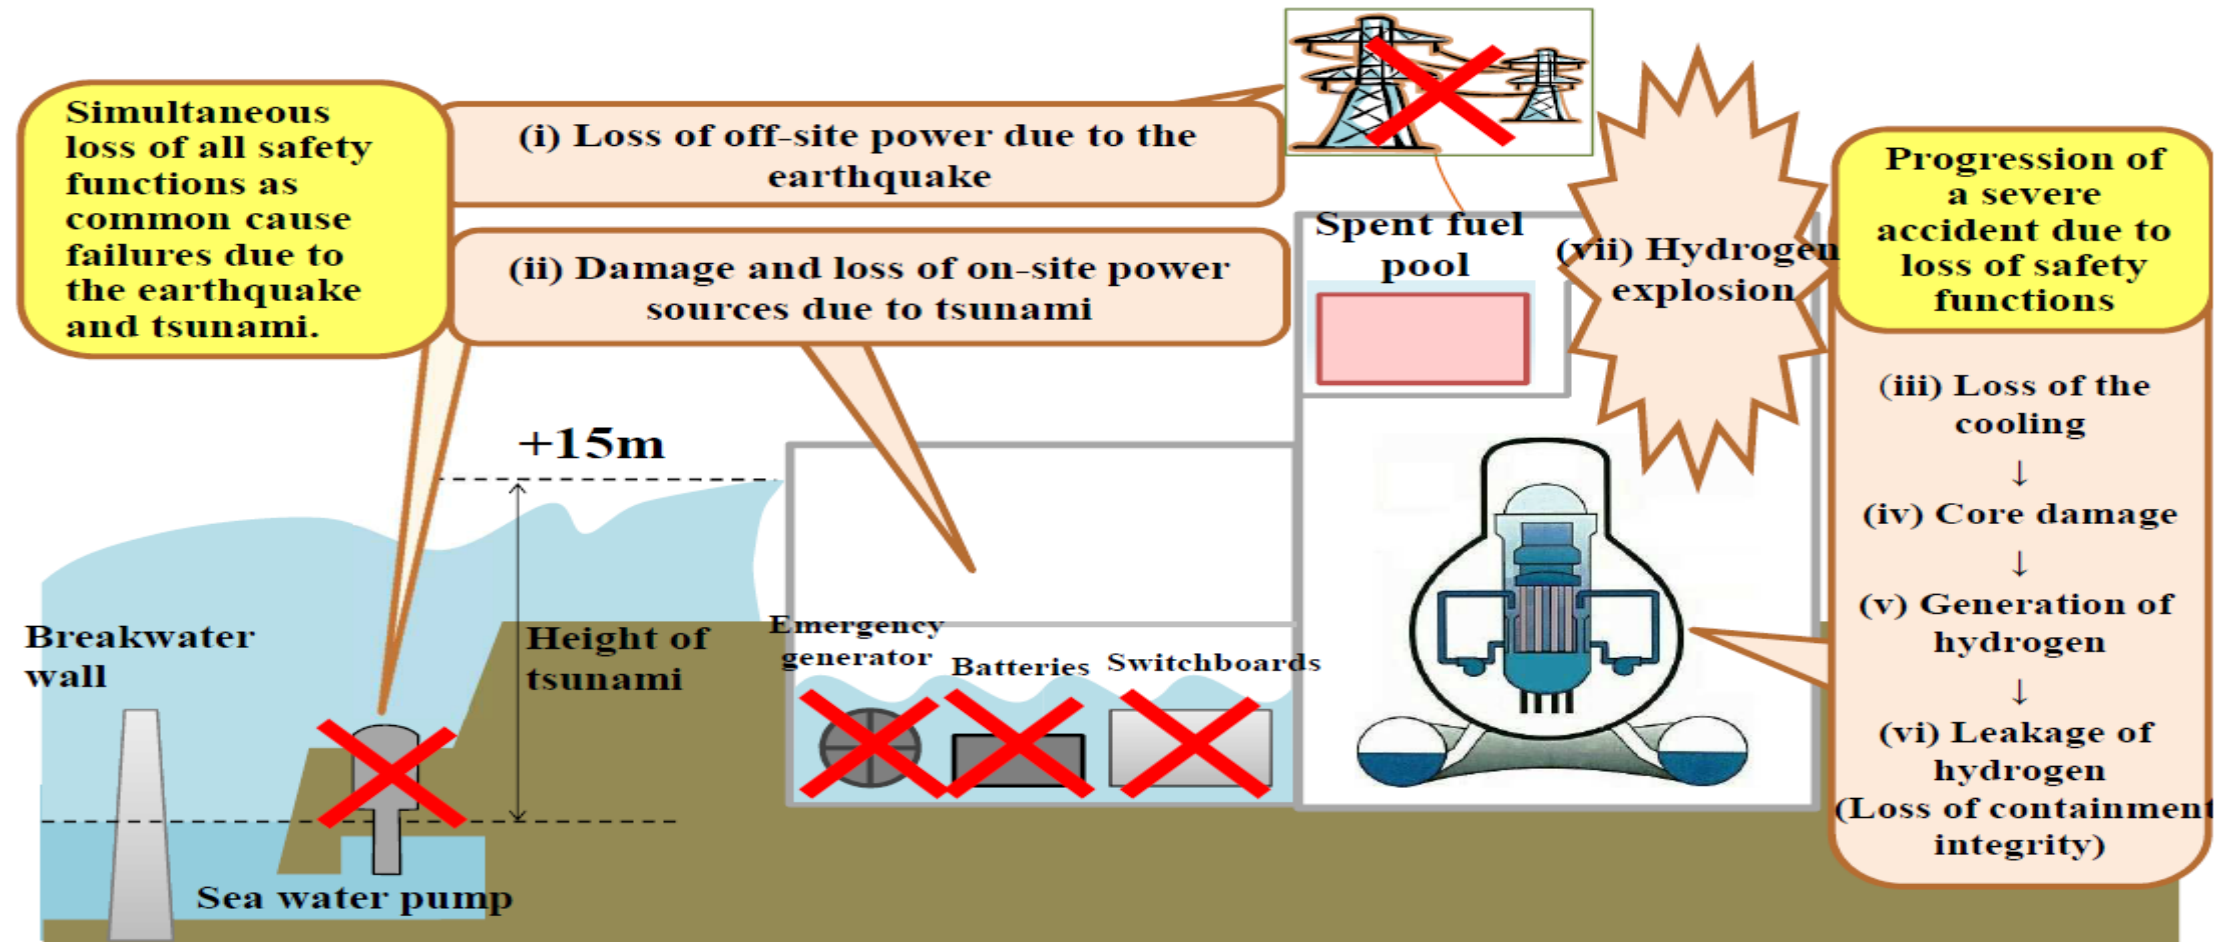 Simultaneous
loss of all safety
functions as
common cause
failures due to
the earthquake
and tsunami.
(i) Loss of off-site power due to the
earthquake
(ii) Damage and loss of on-site power
sources due to tsunami
Spent fuel
pool
(vii) Hydrogen
explosion
Progression of
a severe
accident due to
loss of safety
functions
(iii) Loss of the
cooling
↓
(iv) Core damage
↓
(v) Generation of
hydrogen
↓
(vi) Leakage of
hydrogen
(Loss of containment
integrity)
+15m
Height of
tsunami
Breakwater
wall
Sea water pump
Emergency
generator
Batteries
Switchboards